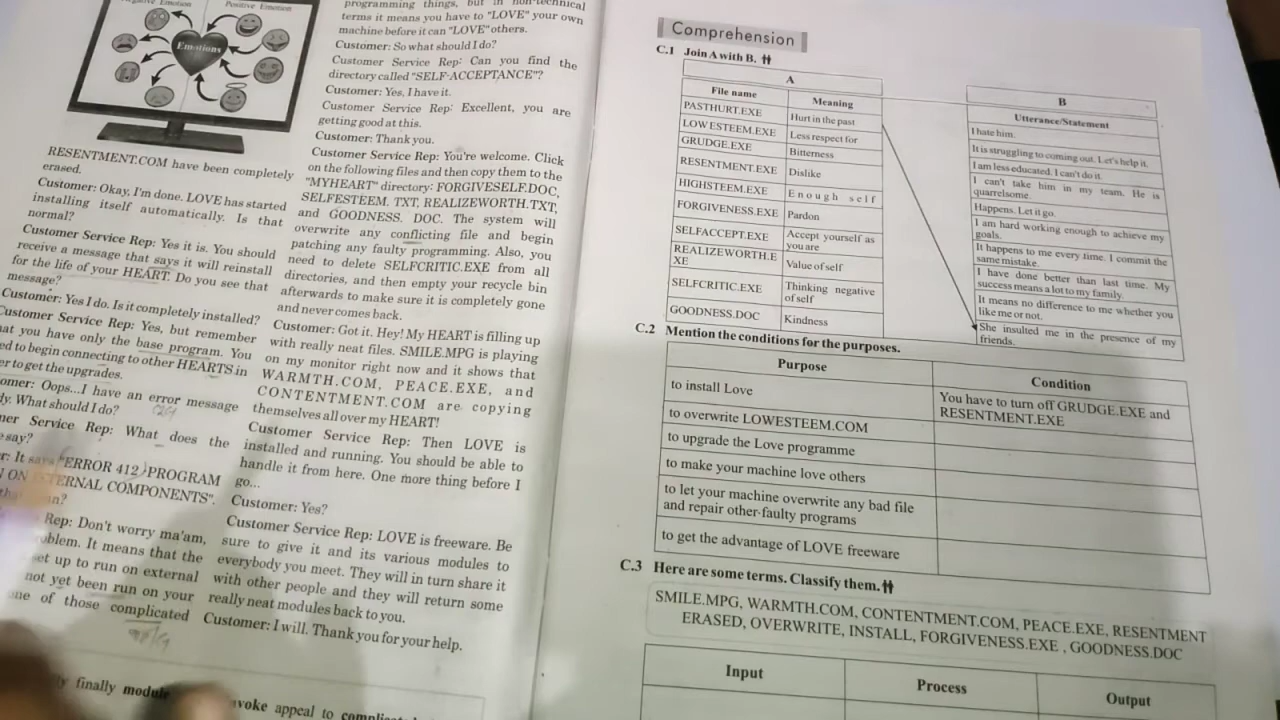 Positive Emotion
Emotions
RESENTMENT.COM have been completely
erased.
Customer: Okay, I'm done. LOVE has started
installing itself automatically. Is that
normal?
Customer Service Rep: Yes it is. You should
receive a message that says it will reinstall
for the life of your HEART. Do you see that
message?
Customer: Yes I do. Is it completely installed?
Customer Service Rep: Yes, but remember
that you have only the base program. You
to begin connecting to other HEARTS in
to get the upgrades.
Oops...I have an error message
What should I do?
Service Rep: What does the
say?
It says "ERROR 412) PROGRAM
ON COMPONENTS".
Rep: Don't worry ma'am,
It means that the
set up to run on external
not yet been run on your
one of those complicated
programming things, but in non-technical
terms it means you have to "LOVE" your own
machine before it can "LOVE" others.
Customer: So what should I do?
Customer Service Rep: Can you find the
directory called "SELF-ACCEPTANCE"?
Customer: Yes, I have it.
Customer Service Rep: Excellent, you are
getting good at this.
Customer: Thank you.
Customer Service Rep: You're welcome. Click
on the following files and then copy them to the
"MYHEART" directory: FORGIVESELF.DOC,
SELFESTEEM. TXT, REALIZEWORTH.TXT,
and GOODNESS. DOC. The system will
overwrite any conflicting file and begin
patching any faulty programming. Also, you
need to delete SELFCRITIC.EXE from all
directories, and then empty your recycle bin
afterwards to make sure it is completely gone
and never comes back.
Customer: Got it. Hey! My HEART is filling up
with really neat files. SMILE.MPG is playing
on my monitor right now and it shows that
WARMTH.COM, PEACE.EXE, and
CONTENTMENT.COM are copying
themselves all over my HEART!
Customer Service Rep: Then LOVE is
installed and running. You should be able to
handle it from here. One more thing before I
go...
Customer: Yes?
Customer Service Rep: LOVE is freeware. Be
sure to give it and its various modules to
everybody you meet. They will in turn share it
with other people and they will return some
really neat modules back to you.
Customer: I will. Thank you for your help.
finally module appeal to
Comprehension
C.1 Join A with B.
A
File name Meaning
PASTHURT.EXE Hurt in the past
LOWESTEEM.EXE Less respect for
GRUDGE.EXE Bitterness
RESENTMENT.EXE Dislike
HIGHSTEEM.EXE Enough self
FORGIVENESS.EXE Pardon
SELFACCEPT.EXE Accept yourself as
you are
REALIZEWORTH.E
XE Value of self
SELFCRITIC.EXE Thinking negative
of self
GOODNESS.DOC Kindness
B
Utterance/Statement
I hate him.
It is struggling to coming out. Let's help it.
I am less educated. I can't do it.
I can't take him in my team. He is
quarrelsome.
Happens. Let it go.
I am hard working enough to achieve my
goals.
It happens to me every time. I commit the
same mistake.
I have done better than last time. My
success means a lot to my family.
It means no difference to me whether you
like me or not.
She insulted me in the presence of my
friends.
C.2 Mention the conditions for the purposes.
Purpose Condition
to install Love You have to turn off GRUDGE.EXE and
RESENTMENT.EXE
to overwrite LOWESTEEM.COM
to upgrade the Love programme
to make your machine love others
to let your machine overwrite any bad file
and repair other-faulty programs
to get the advantage of LOVE freeware
C.3 Here are some terms. Classify them.
SMILE.MPG, WARMTH.COM, CONTENTMENT.COM, PEACE.EXE, RESENTMENT
ERASED, OVERWRITE, INSTALL, FORGIVENESS.EXE , GOODNESS.DOC
Input Process Output